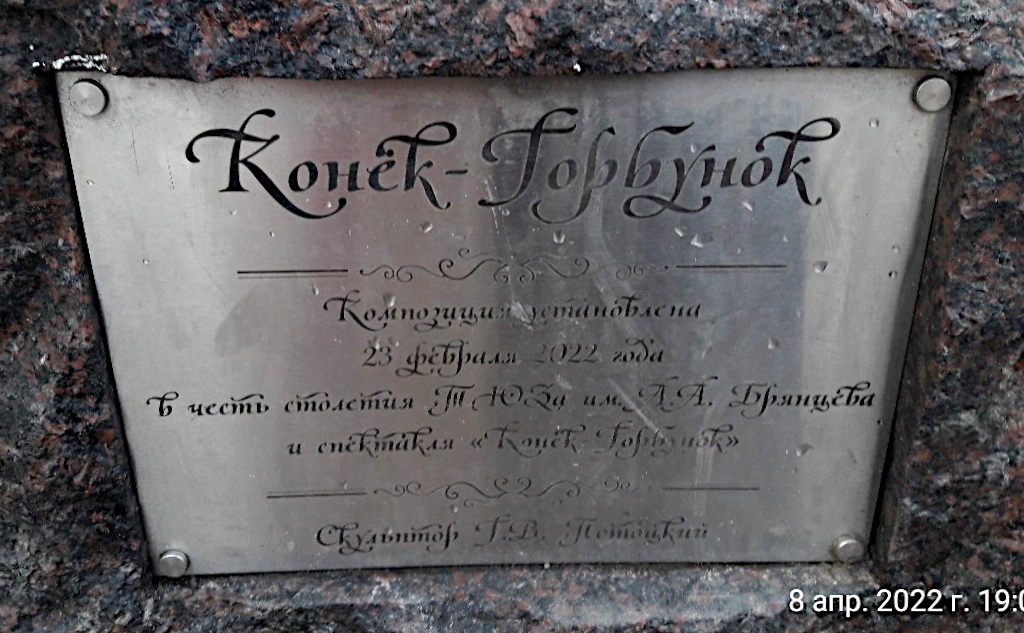 Конёк-Горбунок
Композиция установлена
23 февраля 2022 года
в честь столетия ТЮЗа им. А.А. Брянцева
и спектакля «Конёк-Горбунок»
Скульптор Г.В. Потоцкий
8 апр. 2022 г. 19:0